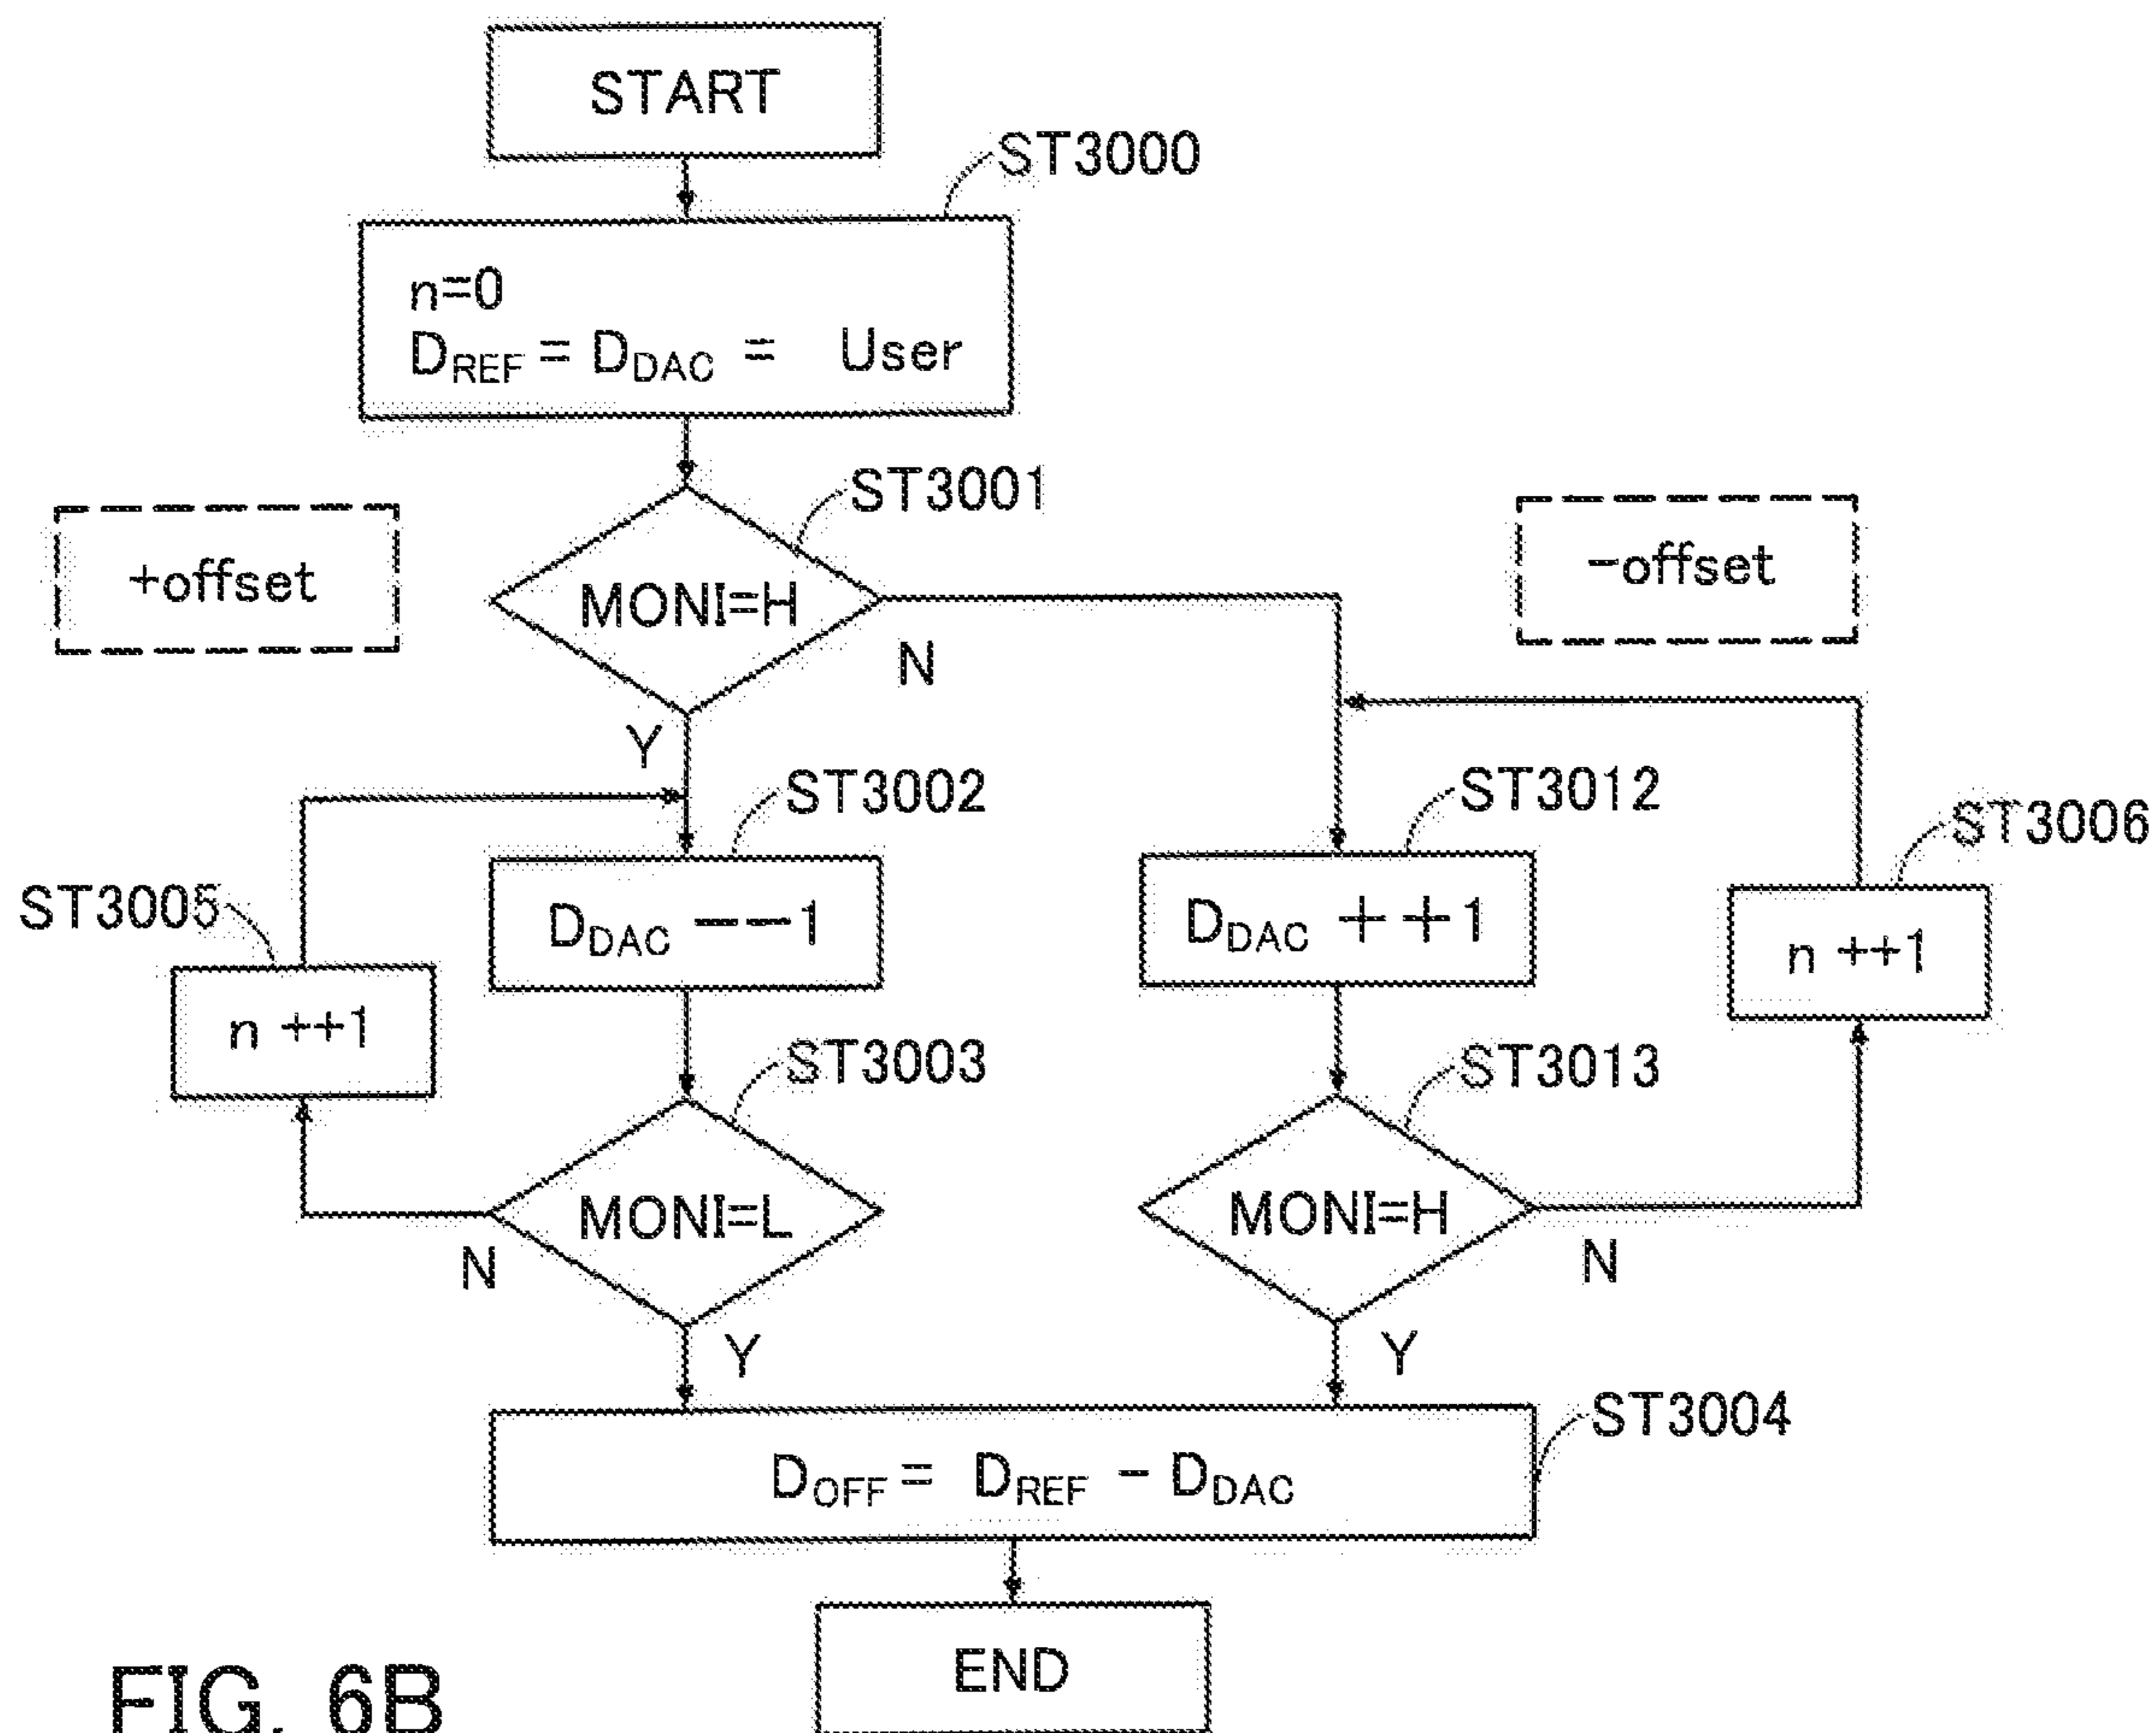 START
ST3000
n=0
DREF = DDAC = User
ST3001
+offset
MONI=H
-offset
N
Y
ST3002
ST3012
ST3006
ST3005
DDAC −−1
DDAC ++1
n ++1
n ++1
ST3003
ST3013
MONI=L
MONI=H
N
N
Y
Y
ST3004
DOFF = DREF - DDAC
END
FIG. 6B